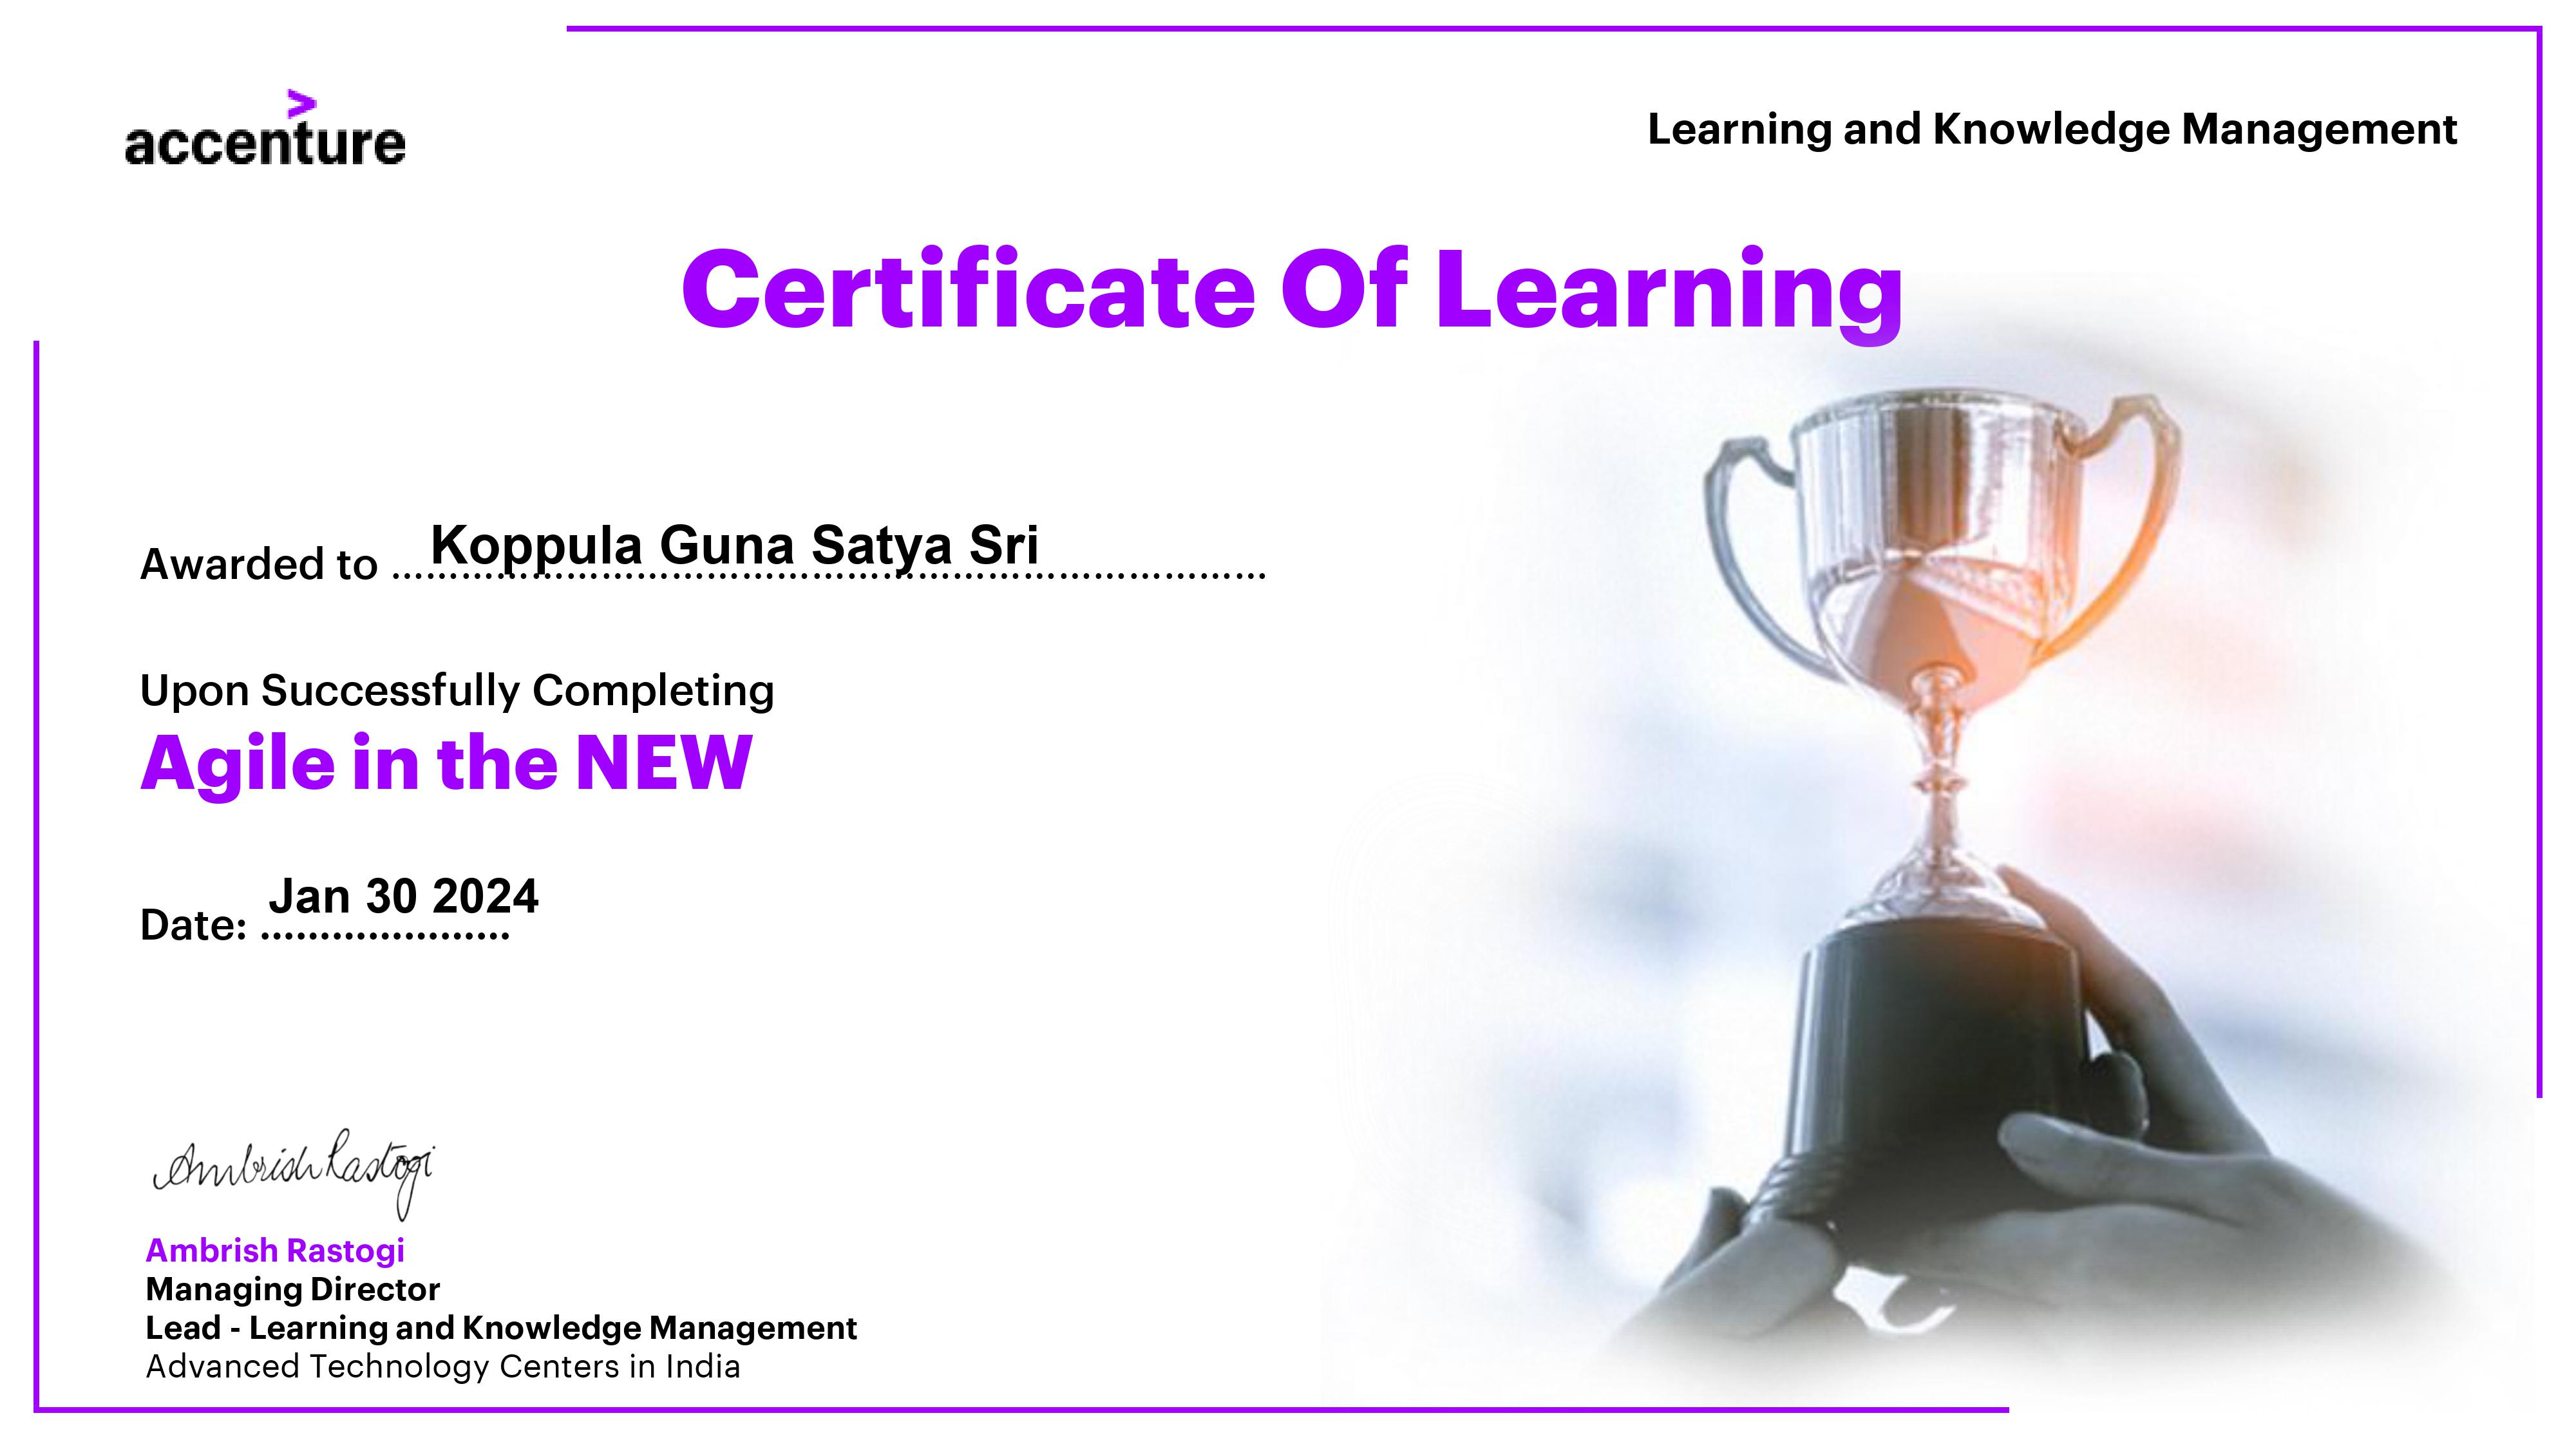 >
accenture
Learning and Knowledge Management
Certificate Of Learning
Awarded to ........ Koppula Guna Satya Sri ........
Upon Successfully Completing
Agile in the NEW
Date: Jan 30 2024
Ambrish Rastogi
Ambrish Rastogi
Managing Director
Lead - Learning and Knowledge Management
Advanced Technology Centers in India